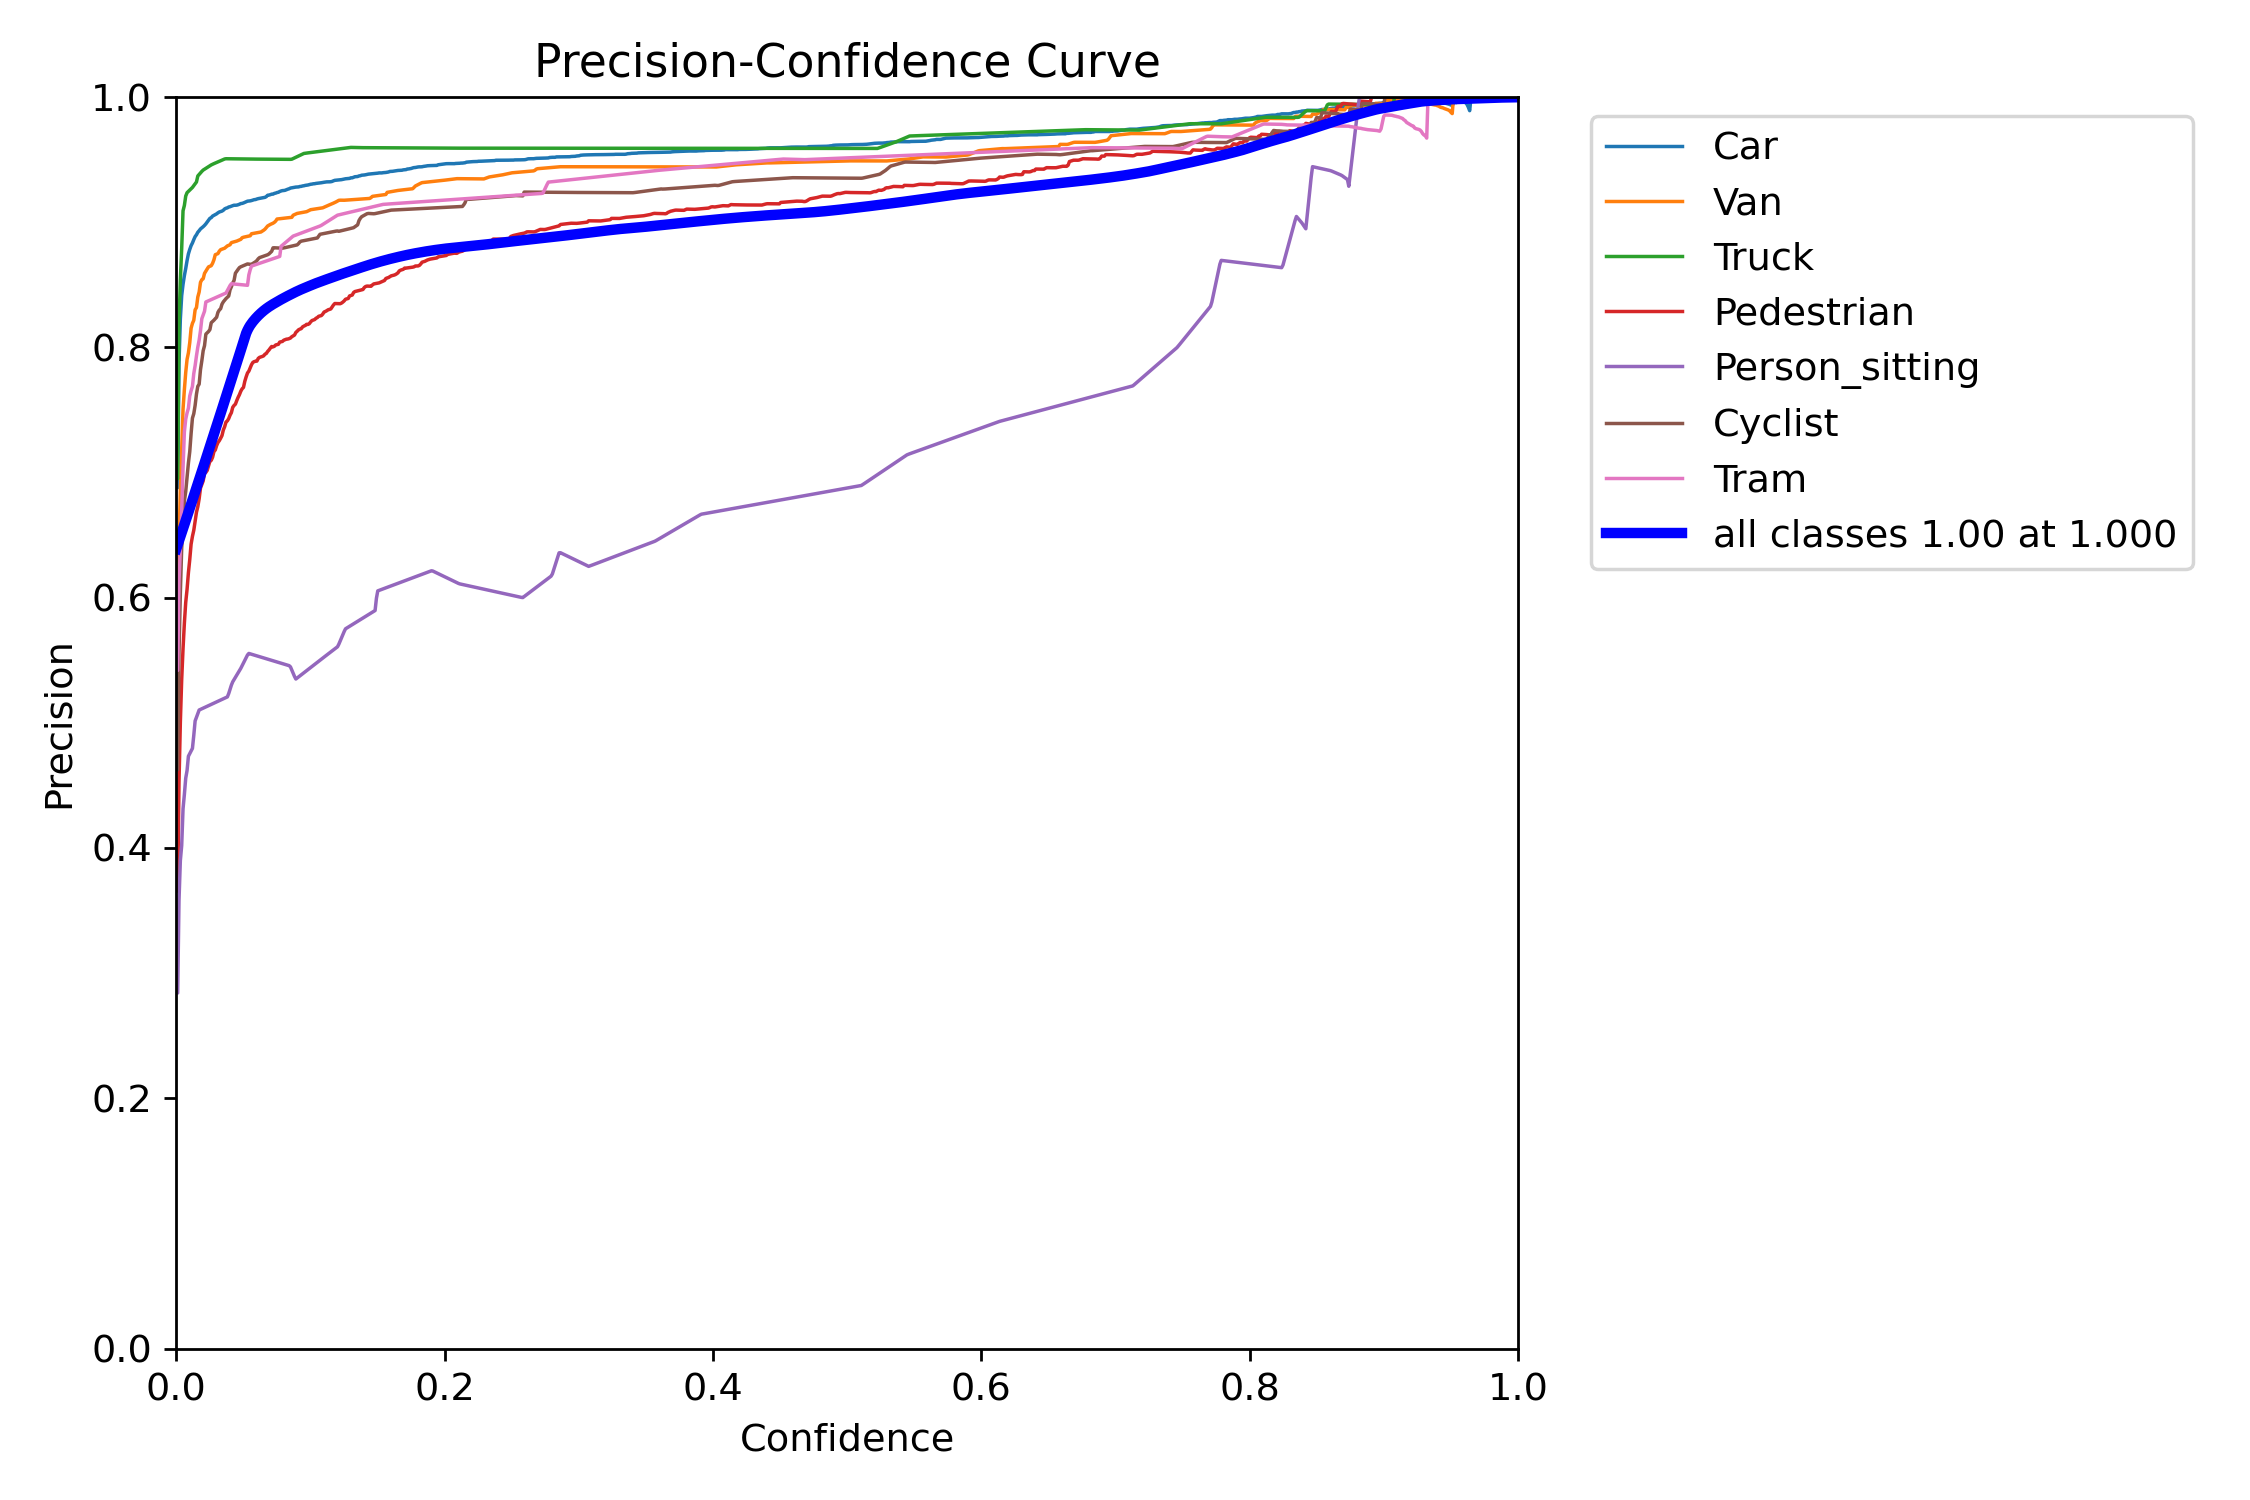 Precision-Confidence Curve
1.0
0.8
0.6
0.4
0.2
0.0
Precision
0.0 0.2 0.4 0.6 0.8 1.0
Confidence
Car
Van
Truck
Pedestrian
Person_sitting
Cyclist
Tram
all classes 1.00 at 1.000